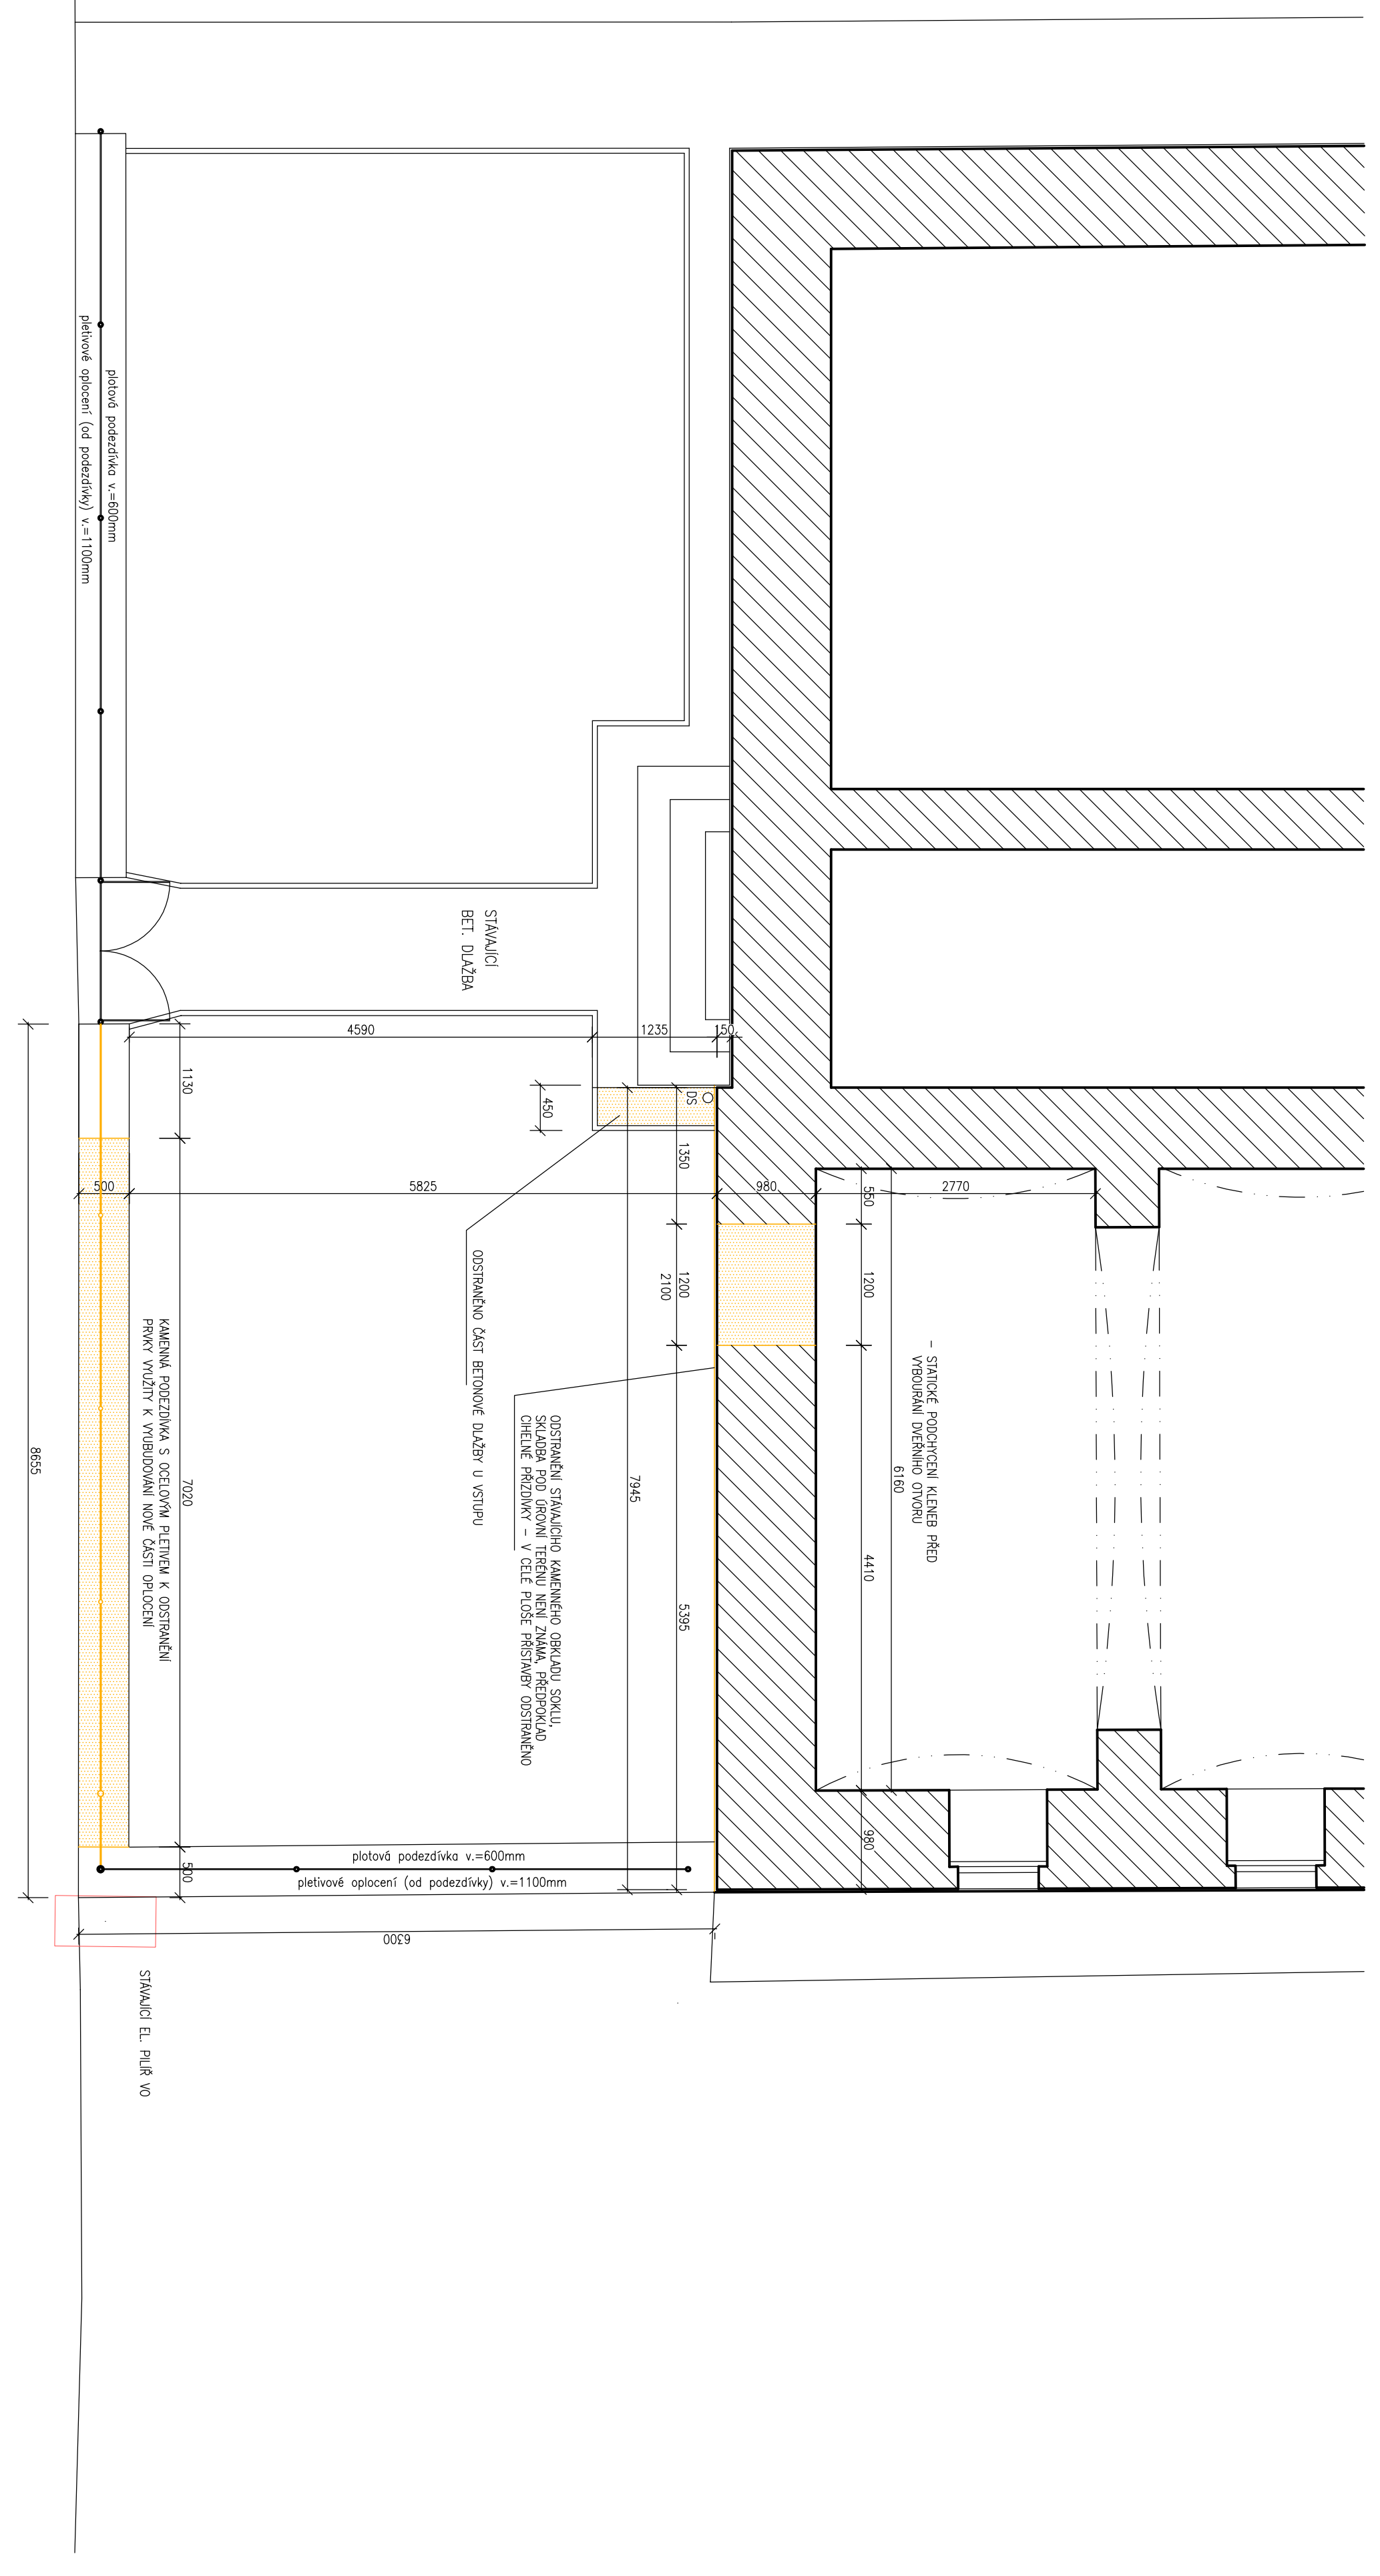 plotová podezdívka v.=600mm
pletivové oplocení (od podezdívky) v.=1100mm
STÁVAJÍCÍ
BET. DLAŽBA
4590
1235
150
1130
450
DS
1350
500
5825
980
550
2770
1200
2100
1200
ODSTRANĚNO ČÁST BETONOVÉ DLAŽBY U VSTUPU
– STATICKÉ PODCHYCENÍ KLENEB PŘED
VYBOURÁNÍ DVEŘNÍHO OTVORU
KAMENNÁ PODEZDÍVKA S OCELOVÝM PLETIVEM K ODSTRANĚNÍ
PRVKY VYUŽITY K VYUBUDOVÁNÍ NOVÉ ČÁSTI OPLOCENÍ
ODSTRANĚNÍ STÁVAJÍCÍHO KAMENNÉHO OBKLADU SOKLU,
SKLADBA POD ÚROVNÍ TERÉNU NENÍ ZNÁMA, PŘEDPOKLAD
CIHELNÉ PŘIZDÍVKY – V CELÉ PLOŠE PŘÍSTAVBY ODSTRANĚNO
8655
7020
7945
6160
4410
5395
980
500
plotová podezdívka v.=600mm
pletivové oplocení (od podezdívky) v.=1100mm
6300
STÁVAJÍCÍ EL. PILÍŘ VO